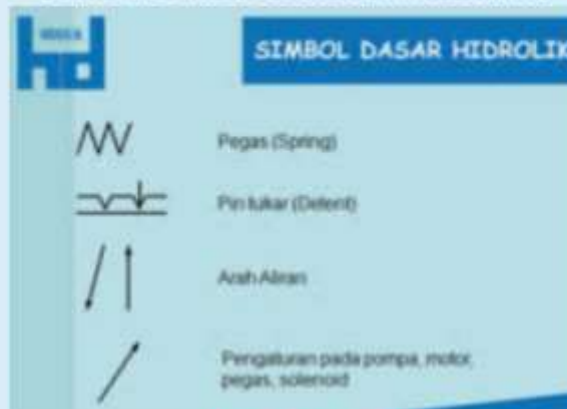 SIMBOL DASAR HIDROLIK
Pegas (Spring)
Pin tukar (Detent)
Arah Aliran
Pengaturan pada pompa, motor,
pegas, solenoid